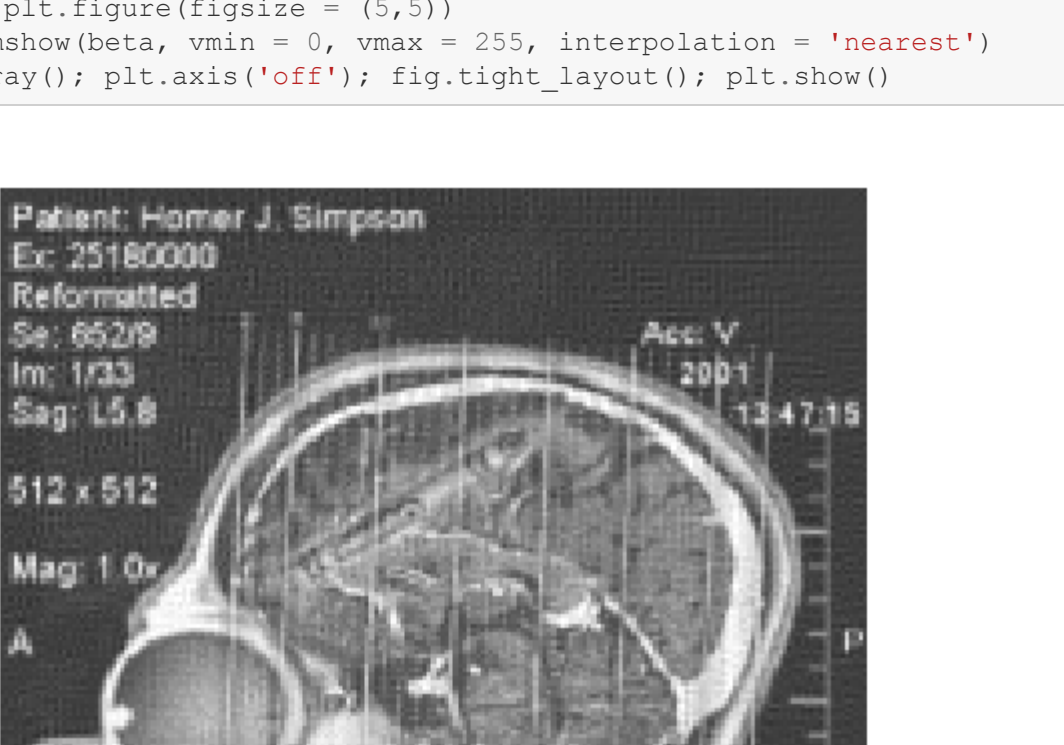 plt.figure(figsize = (5,5))
mshow(beta, vmin = 0, vmax = 255, interpolation = 'nearest')
ray(); plt.axis('off'); fig.tight_layout(); plt.show()
Patient: Homer J. Simpson
Ex: 25180000
Reformatted
Se: 652/9
Im: 1/33
Sag: L5.8
512 x 512
Mag: 1.0x
A
Acc: V
2001
13:47:15
P